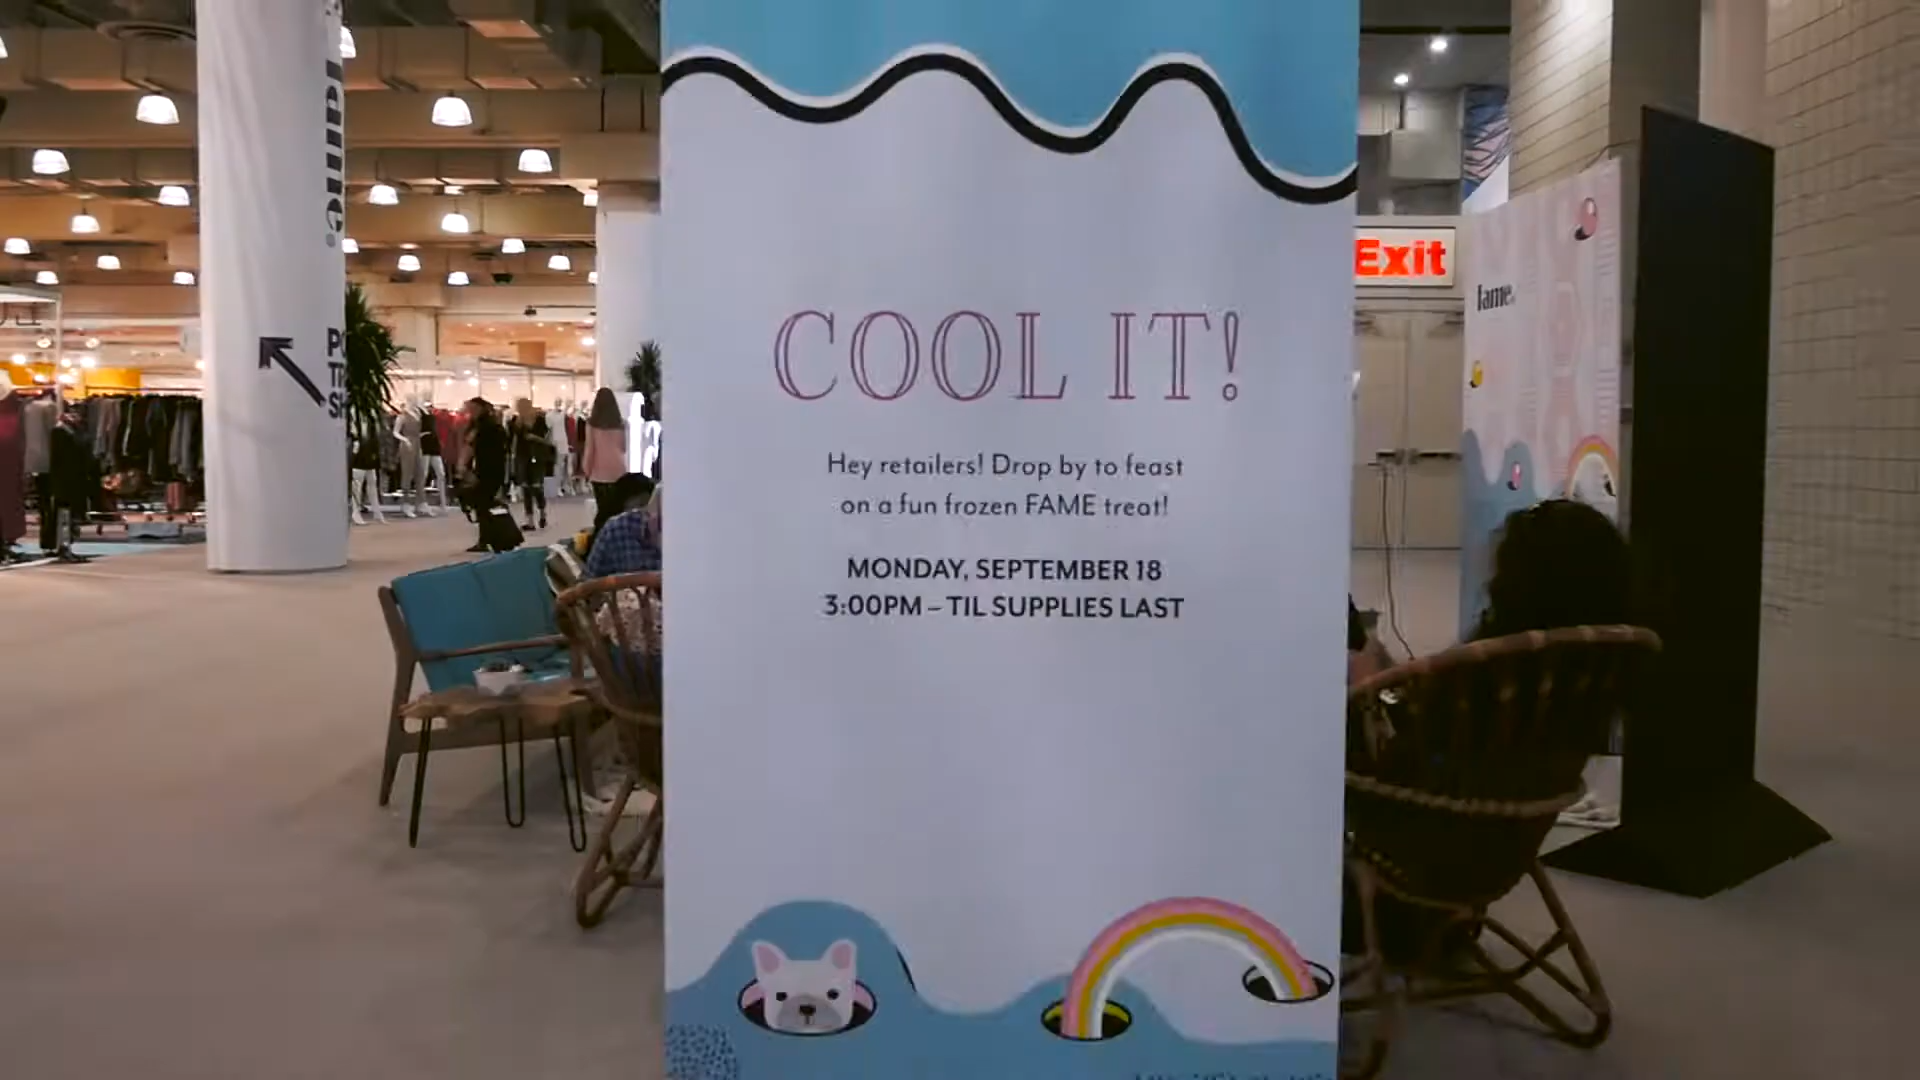 fame.
COOL IT!
Hey retailers! Drop by to feast
on a fun frozen FAME treat!
MONDAY, SEPTEMBER 18
3:00PM – TIL SUPPLIES LAST
Exit
fame.